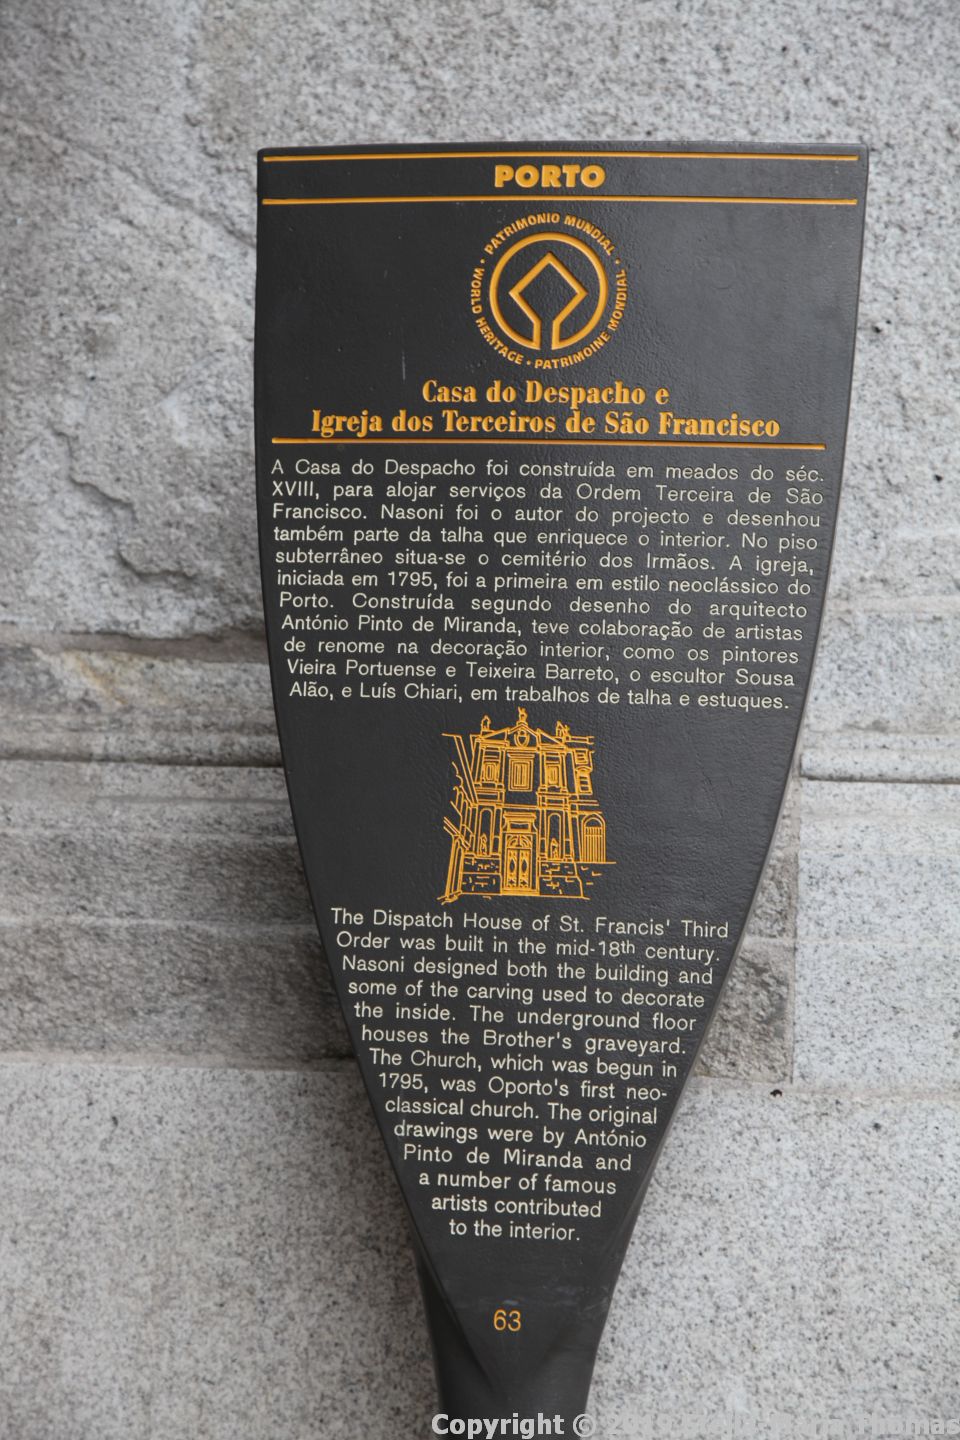 PORTO
PATRIMONIO MUNDIAL • WORLD HERITAGE • PATRIMOINE MONDIAL •
Casa do Despacho e
Igreja dos Terceiros de São Francisco
A Casa do Despacho foi construída em meados do séc.
XVIII, para alojar serviços da Ordem Terceira de São
Francisco. Nasoni foi o autor do projecto e desenhou
também parte da talha que enriquece o interior. No piso
subterrâneo situa-se o cemitério dos Irmãos. A igreja,
iniciada em 1795, foi a primeira em estilo neoclássico do
Porto. Construída segundo desenho do arquitecto
António Pinto de Miranda, teve colaboração de artistas
de renome na decoração interior, como os pintores
Vieira Portuense e Teixeira Barreto, o escultor Sousa
Alão, e Luís Chiari, em trabalhos de talha e estuques.
The Dispatch House of St. Francis' Third
Order was built in the mid-18th century.
Nasoni designed both the building and
some of the carving used to decorate
the inside. The underground floor
houses the Brother's graveyard.
The Church, which was begun in
1795, was Oporto's first neo-
classical church. The original
drawings were by António
Pinto de Miranda and
a number of famous
artists contributed
to the interior.
63
Copyright © Thomas